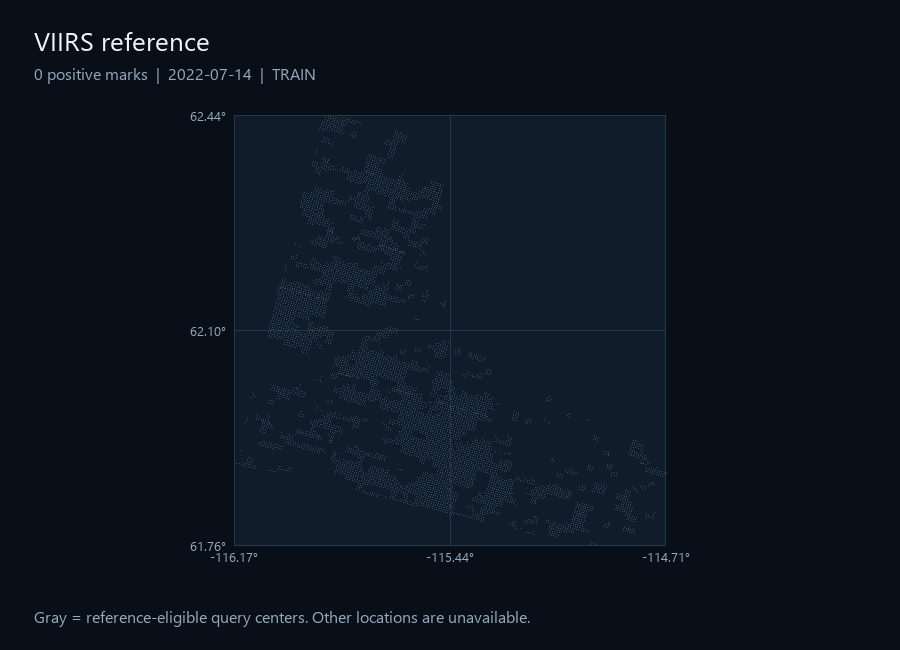 VIIRS reference
0 positive marks | 2022-07-14 | TRAIN
62.44°
62.10°
61.76°
-116.17°
-115.44°
-114.71°
Gray = reference-eligible query centers. Other locations are unavailable.